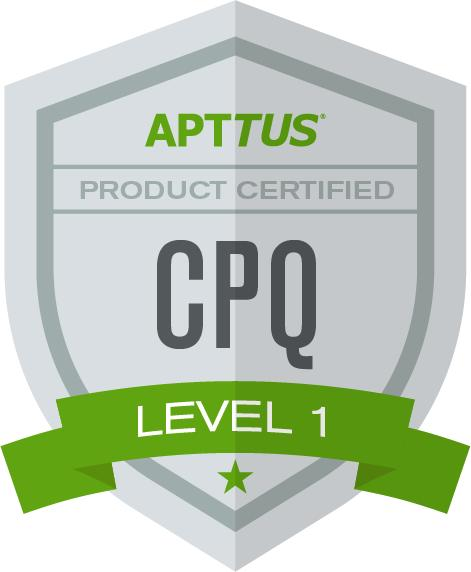 APTTUS®
PRODUCT CERTIFIED
CPQ
LEVEL 1